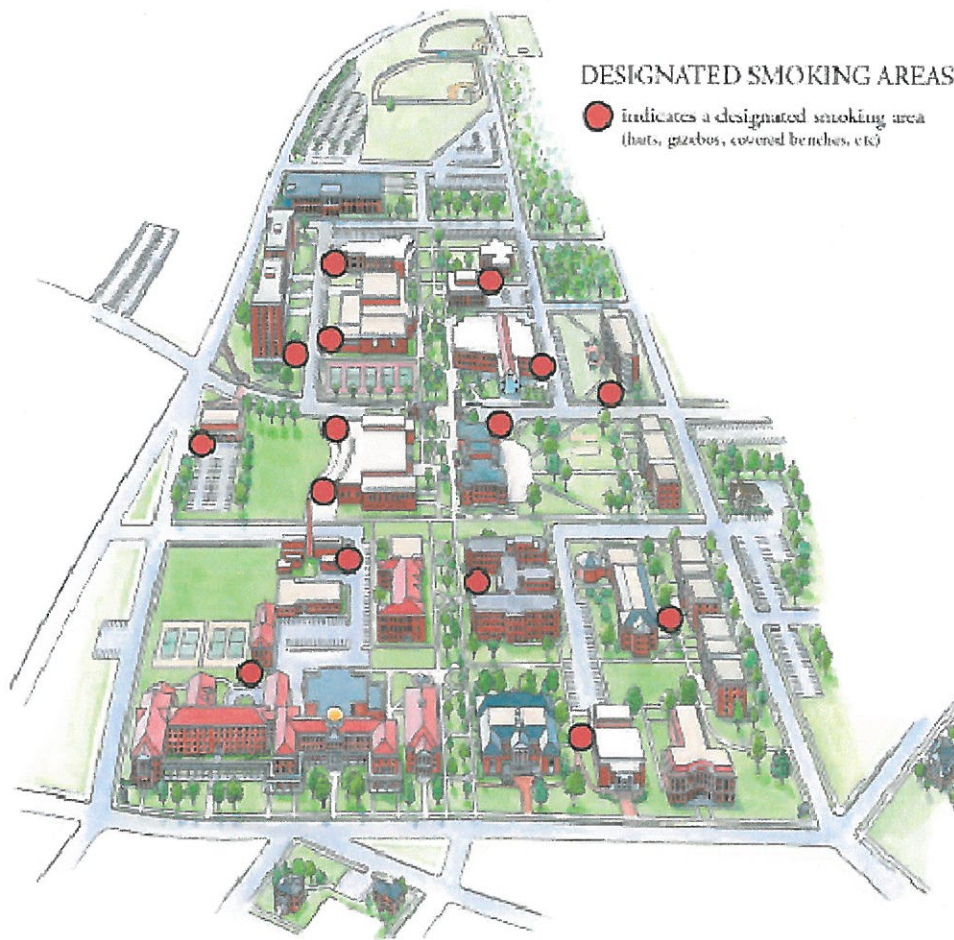 DESIGNATED SMOKING AREAS
indicates a designated smoking area
(huts, gazebos, covered benches, etc)